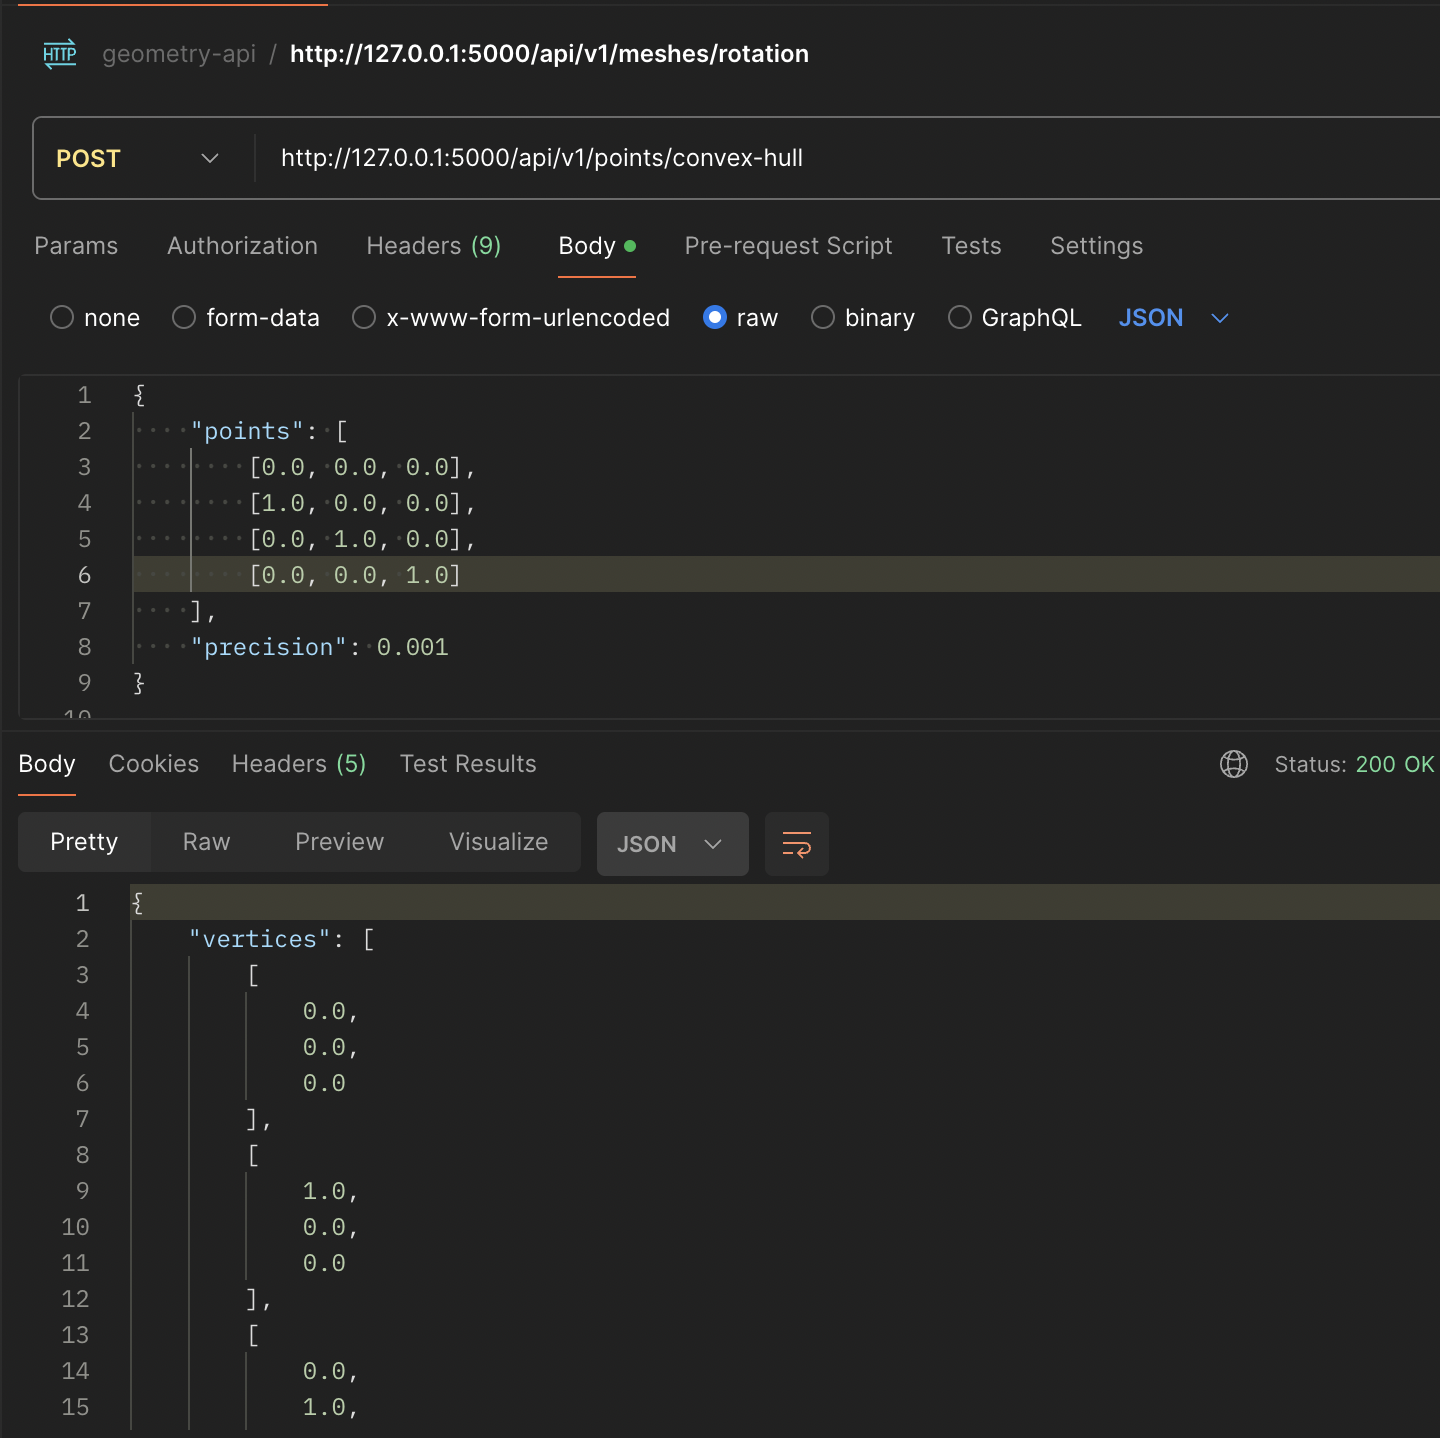 HTTP geometry-api / http://127.0.0.1:5000/api/v1/meshes/rotation
POST http://127.0.0.1:5000/api/v1/points/convex-hull
Params Authorization Headers (9) Body Pre-request Script Tests Settings
none form-data x-www-form-urlencoded raw binary GraphQL JSON
1 {
2 "points": [
3 [0.0, 0.0, 0.0],
4 [1.0, 0.0, 0.0],
5 [0.0, 1.0, 0.0],
6 [0.0, 0.0, 1.0]
7 ],
8 "precision": 0.001
9 }
10
Body Cookies Headers (5) Test Results Status: 200 OK
Pretty Raw Preview Visualize JSON
1 {
2 "vertices": [
3 [
4 0.0,
5 0.0,
6 0.0
7 ],
8 [
9 1.0,
10 0.0,
11 0.0
12 ],
13 [
14 0.0,
15 1.0,